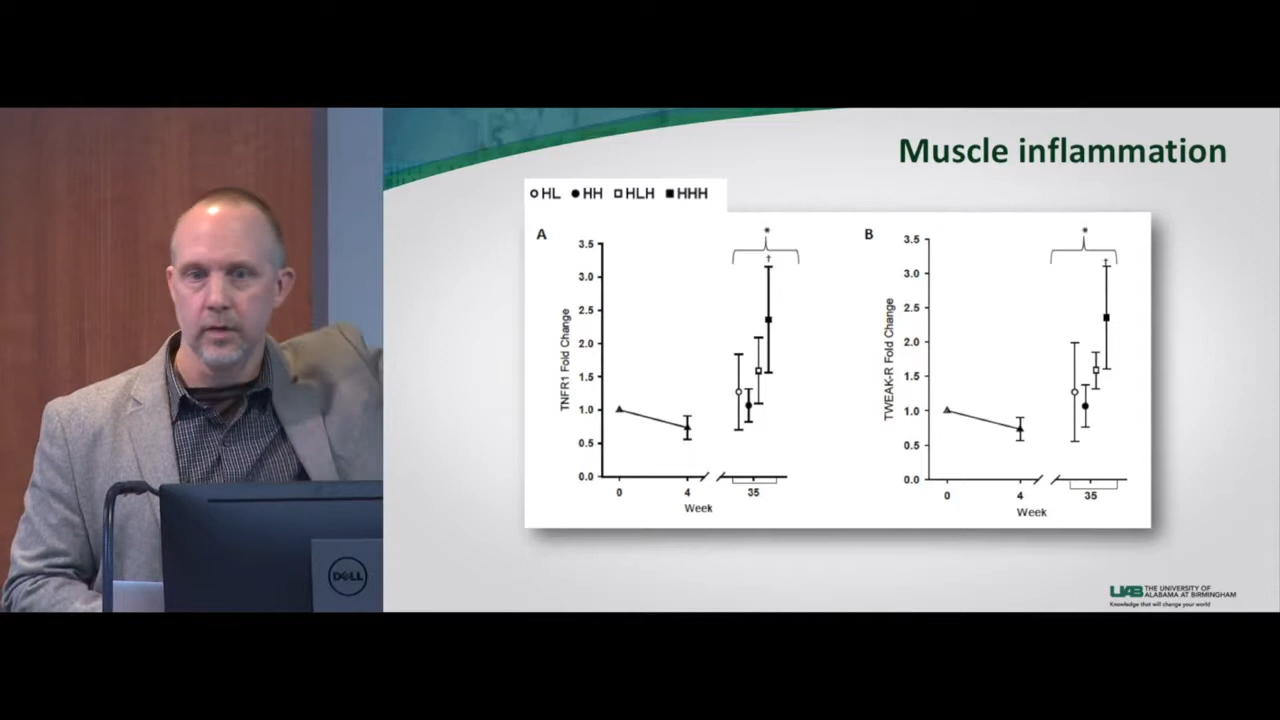 Muscle inflammation
○HL ●HH □HLH ■HHH
A
*
†
3.5
3.0
2.5
2.0
1.5
1.0
0.5
0.0
TNFR1 Fold Change
0 4 35
Week
B
*
†
3.5
3.0
2.5
2.0
1.5
1.0
0.5
0.0
TWEAK-R Fold Change
0 4 35
Week
DELL
UAB THE UNIVERSITY OF
ALABAMA AT BIRMINGHAM
Knowledge that will change your world